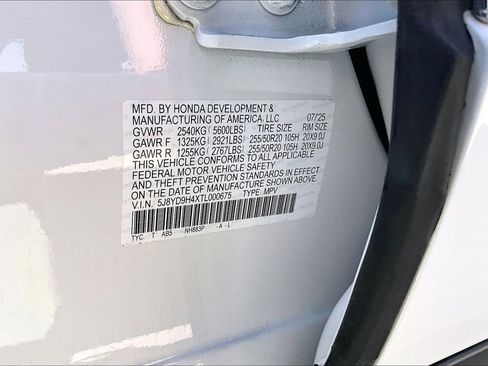 MFD. BY HONDA DEVELOPMENT &
MANUFACTURING OF AMERICA, LLC 07/25
GVWR 2540KG ( 5600LBS) TIRE SIZE RIM SIZE
GAWR F 1325KG ( 2921LBS) 255/50R20 105H 20X9.0J
GAWR R 1255KG ( 2767LBS) 255/50R20 105H 20X9.0J
THIS VEHICLE CONFORMS TO ALL APPLICABLE
FEDERAL MOTOR VEHICLE SAFETY
AND THEFT PREVENTION STANDARDS IN EFFECT
ON THE DATE OF MANUFACTURE SHOWN ABOVE.
V.I.N. 5J8YD9H4XTL000675 TYPE MPV
TYC T AB5 - NH883P - A - L